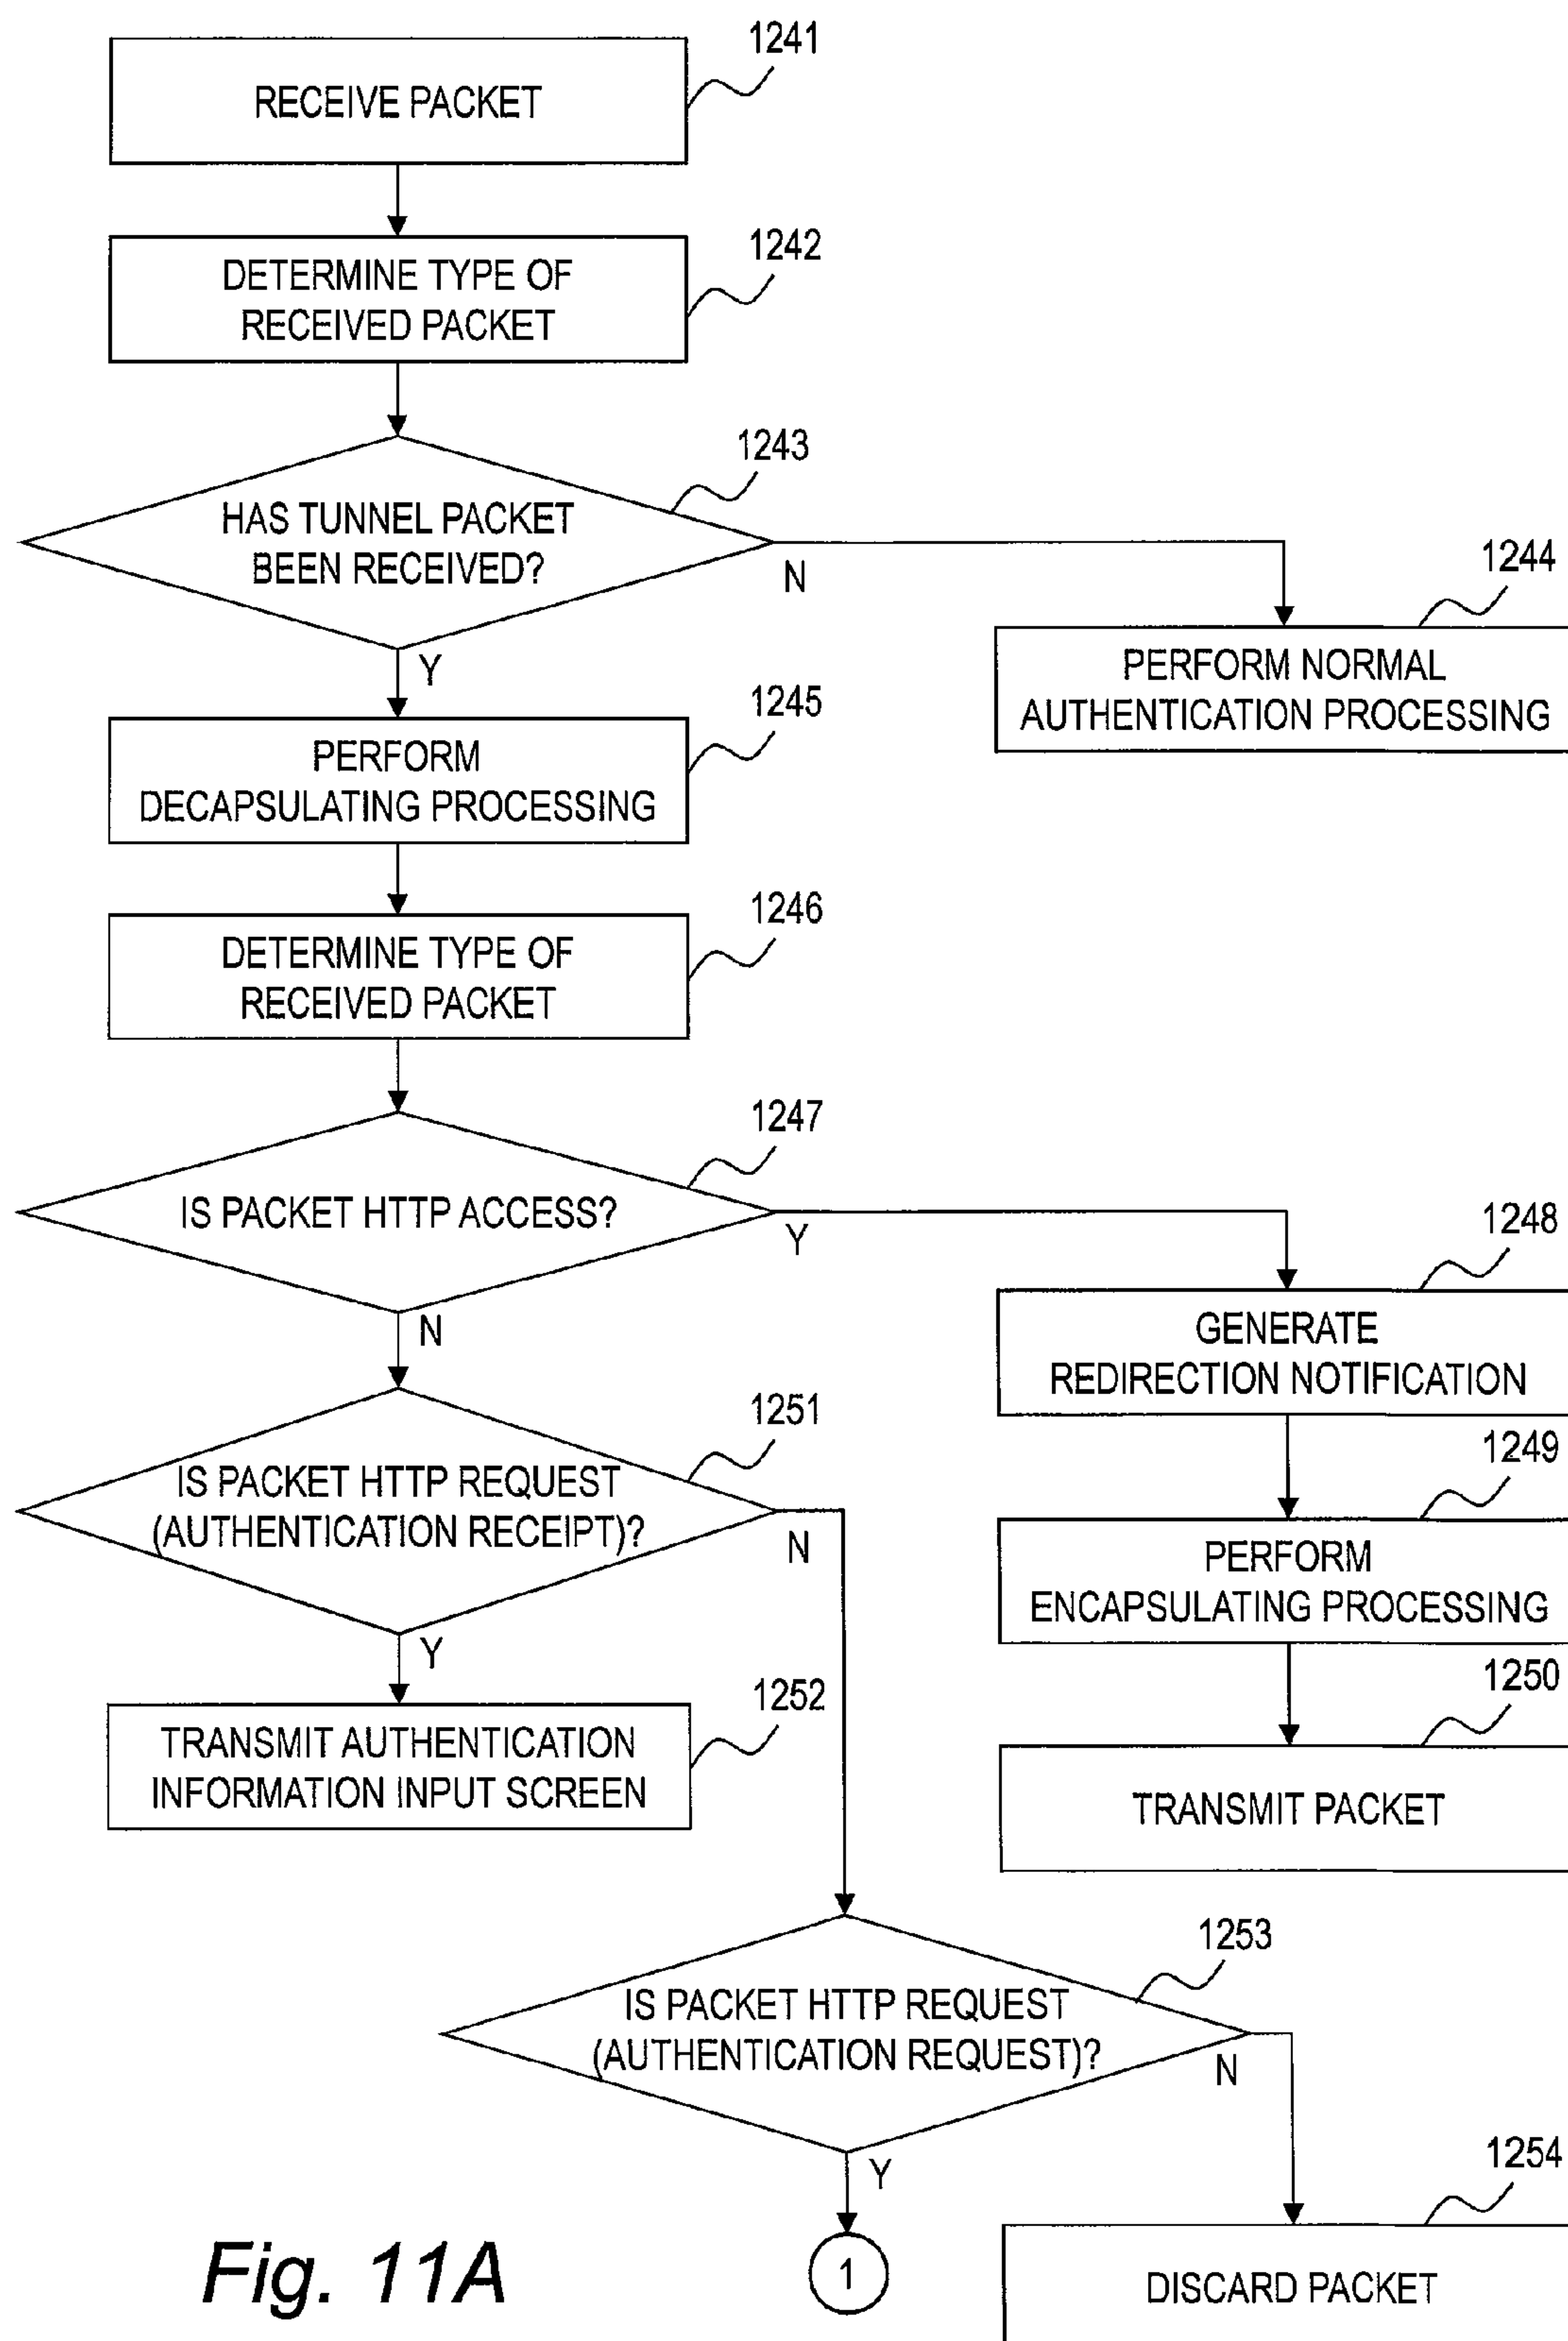 1241
RECEIVE PACKET
1242
DETERMINE TYPE OF
RECEIVED PACKET
1243
HAS TUNNEL PACKET
BEEN RECEIVED?
N
Y
1244
PERFORM NORMAL
AUTHENTICATION PROCESSING
1245
PERFORM
DECAPSULATING PROCESSING
1246
DETERMINE TYPE OF
RECEIVED PACKET
1247
IS PACKET HTTP ACCESS?
Y
N
1248
GENERATE
REDIRECTION NOTIFICATION
1249
PERFORM
ENCAPSULATING PROCESSING
1250
TRANSMIT PACKET
1251
IS PACKET HTTP REQUEST
(AUTHENTICATION RECEIPT)?
N
Y
1252
TRANSMIT AUTHENTICATION
INFORMATION INPUT SCREEN
1253
IS PACKET HTTP REQUEST
(AUTHENTICATION REQUEST)?
N
Y
1254
DISCARD PACKET
1
Fig. 11A